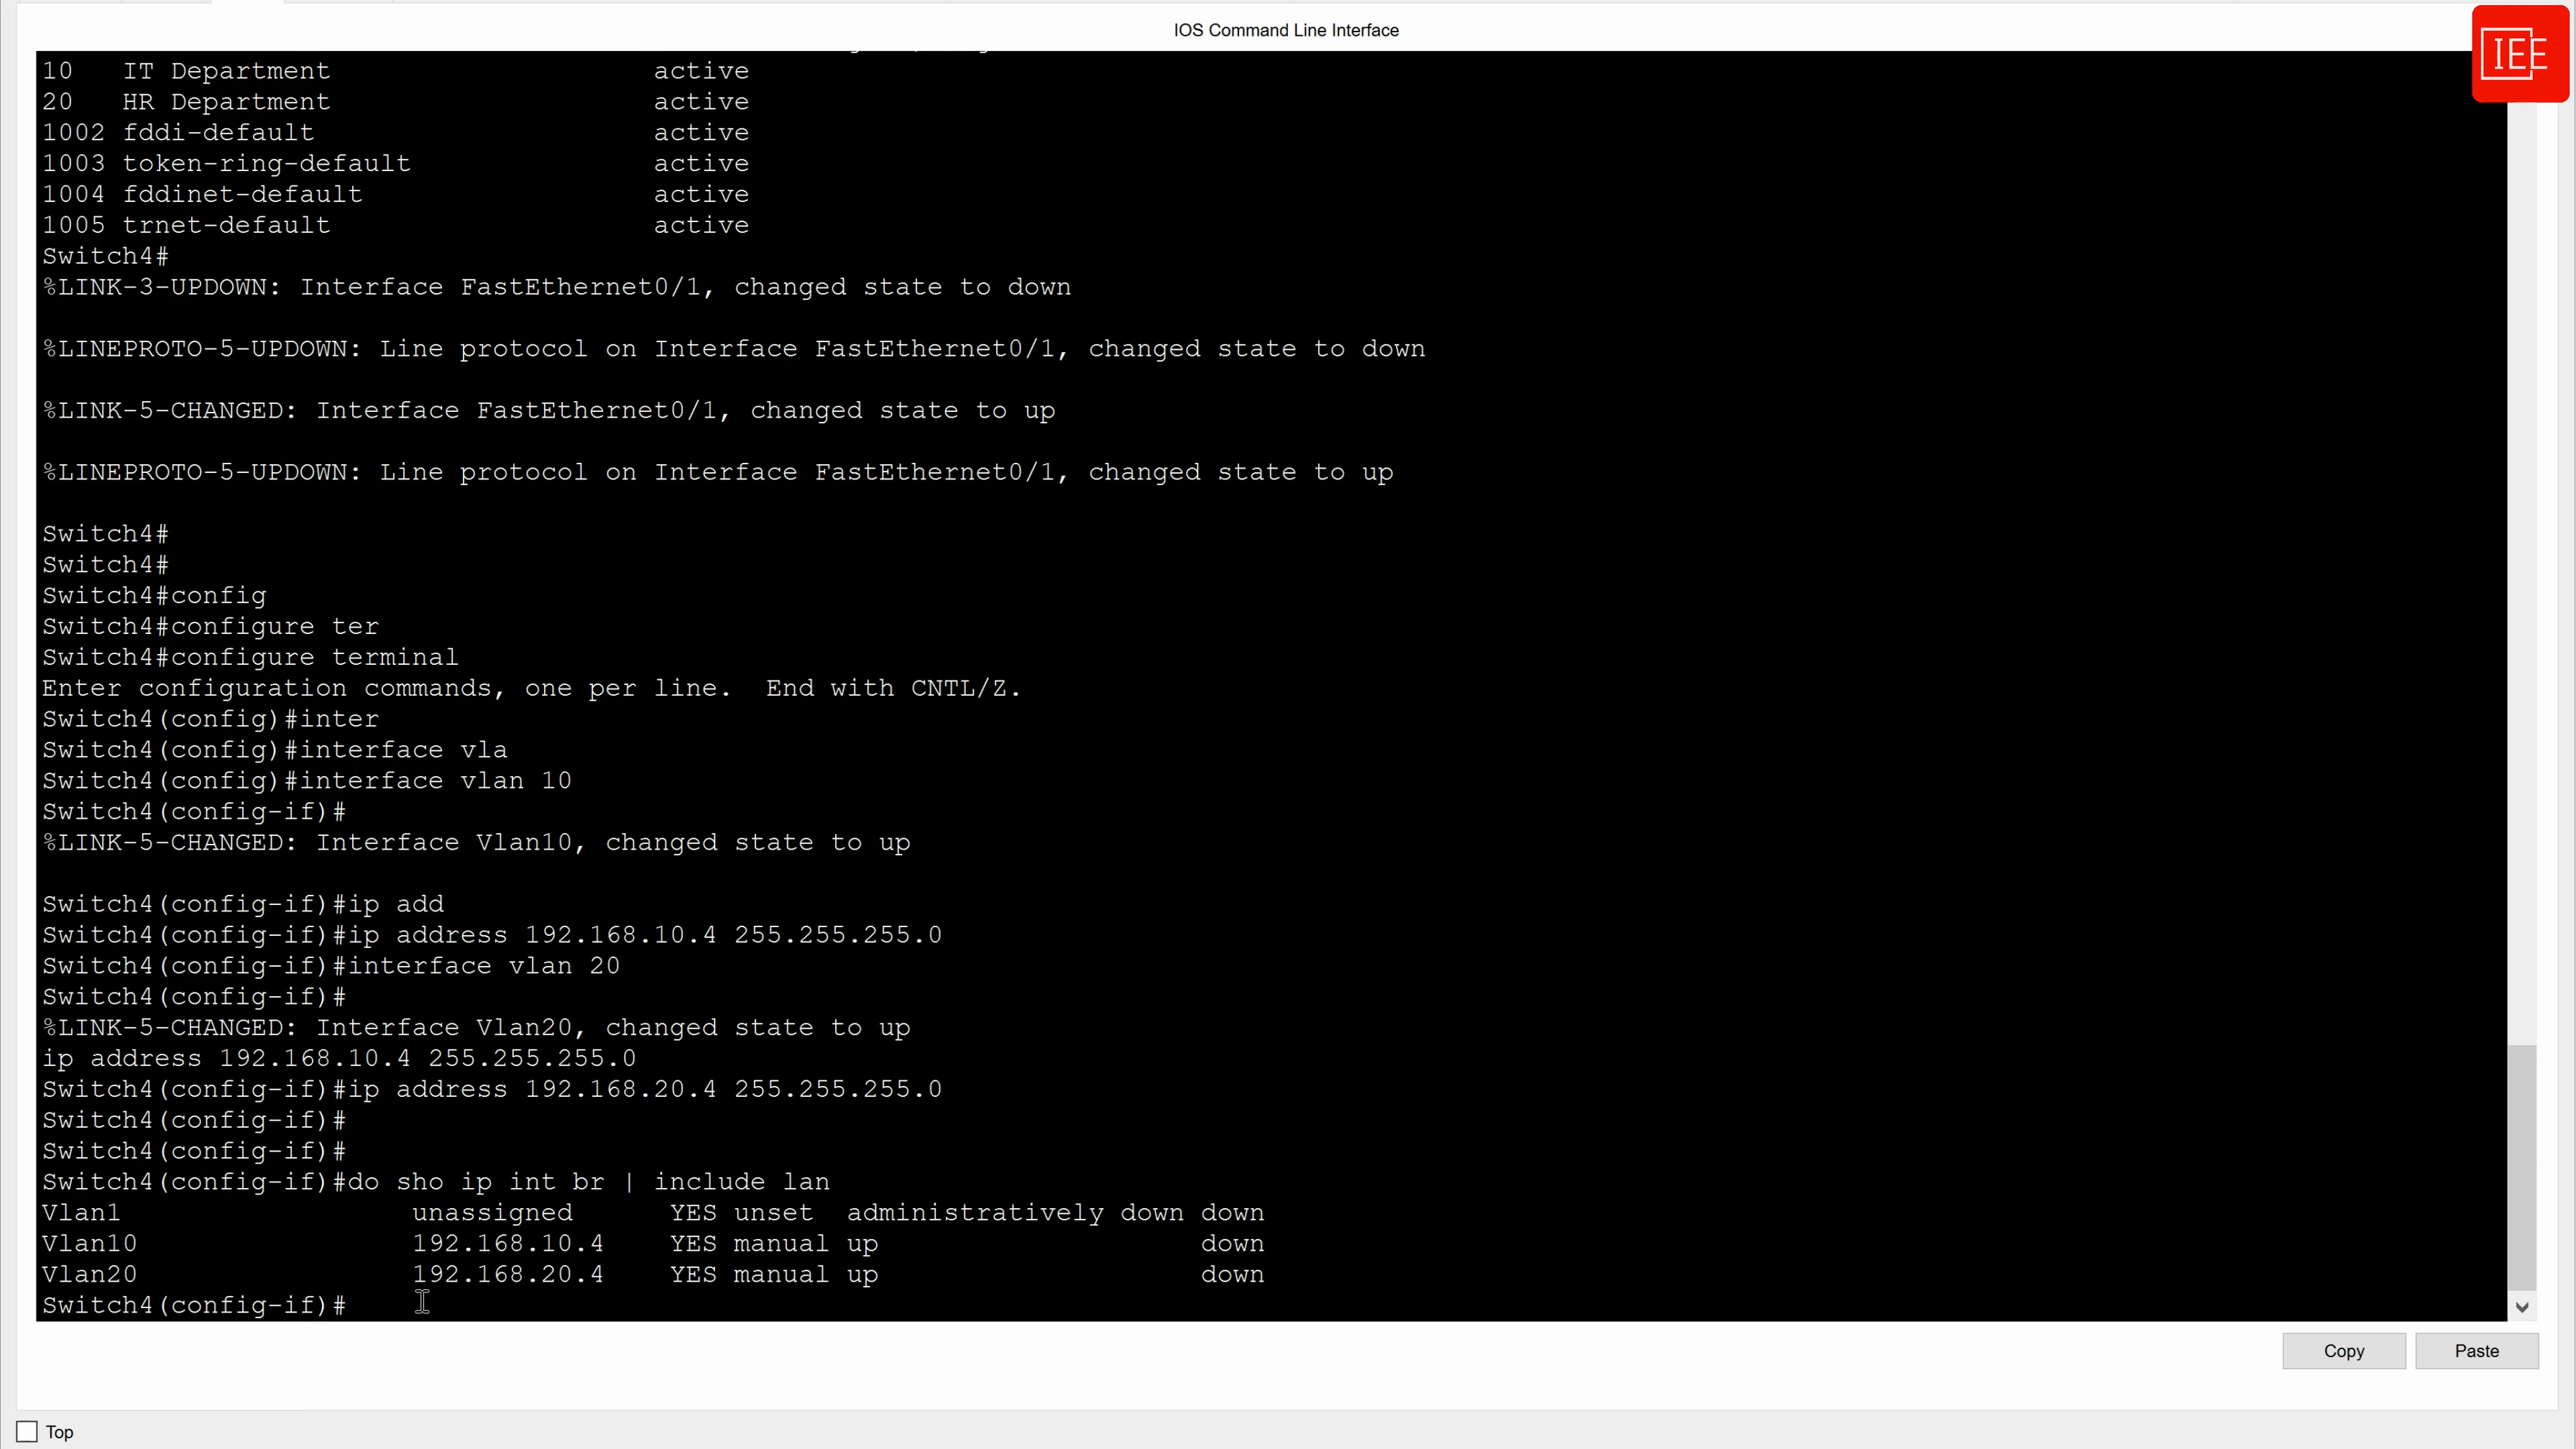 IOS Command Line Interface
IEE
10 IT Department active
20 HR Department active
1002 fddi-default active
1003 token-ring-default active
1004 fddinet-default active
1005 trnet-default active
Switch4#
%LINK-3-UPDOWN: Interface FastEthernet0/1, changed state to down
%LINEPROTO-5-UPDOWN: Line protocol on Interface FastEthernet0/1, changed state to down
%LINK-5-CHANGED: Interface FastEthernet0/1, changed state to up
%LINEPROTO-5-UPDOWN: Line protocol on Interface FastEthernet0/1, changed state to up
Switch4#
Switch4#
Switch4#config
Switch4#configure ter
Switch4#configure terminal
Enter configuration commands, one per line. End with CNTL/Z.
Switch4(config)#inter
Switch4(config)#interface vla
Switch4(config)#interface vlan 10
Switch4(config-if)#
%LINK-5-CHANGED: Interface Vlan10, changed state to up
Switch4(config-if)#ip add
Switch4(config-if)#ip address 192.168.10.4 255.255.255.0
Switch4(config-if)#interface vlan 20
Switch4(config-if)#
%LINK-5-CHANGED: Interface Vlan20, changed state to up
ip address 192.168.10.4 255.255.255.0
Switch4(config-if)#ip address 192.168.20.4 255.255.255.0
Switch4(config-if)#
Switch4(config-if)#
Switch4(config-if)#do sho ip int br | include lan
Vlan1 unassigned YES unset administratively down down
Vlan10 192.168.10.4 YES manual up down
Vlan20 192.168.20.4 YES manual up down
Switch4(config-if)#
Copy Paste
Top